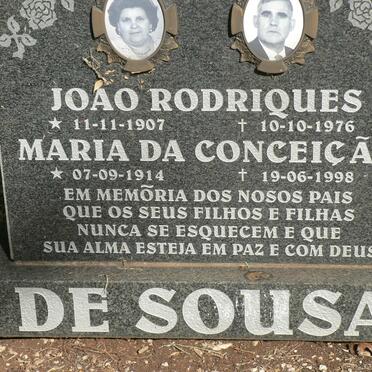 JOAO RODRIQUES
★ 11-11-1907 † 10-10-1976
MARIA DA CONCEIÇÃ
★ 07-09-1914 † 19-06-1998
EM MEMÕRIA DOS NOSOS PAIS
QUE OS SEUS FILHOS E FILHAS
NUNCA SE ESQUECEM E QUE
SUA ALMA ESTEJA EM PAZ E COM DEUS
DE SOUSA